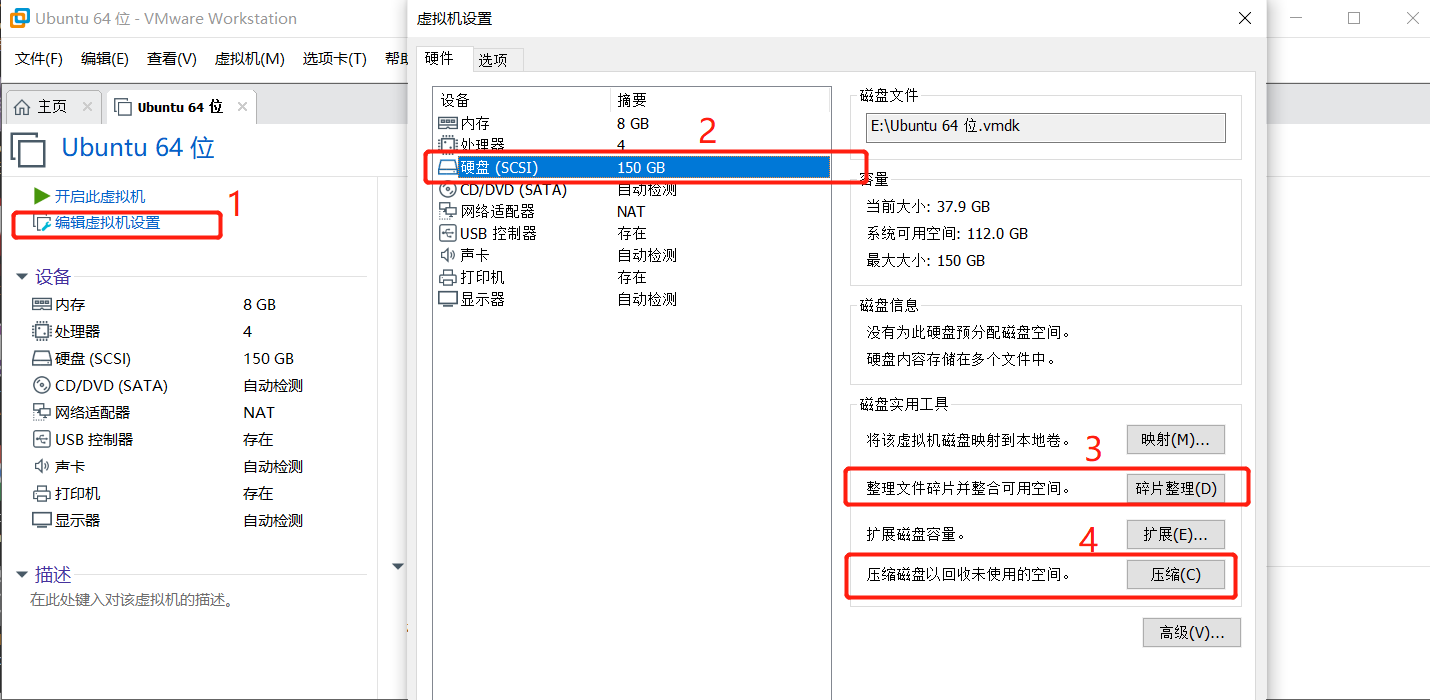 Ubuntu 64 位 - VMware Workstation
文件(F) 编辑(E) 查看(V) 虚拟机(M) 选项卡(T) 帮助
主页
Ubuntu 64 位
Ubuntu 64 位
开启此虚拟机
1
编辑虚拟机设置
设备
内存 8 GB
处理器 4
硬盘 (SCSI) 150 GB
CD/DVD (SATA) 自动检测
网络适配器 NAT
USB 控制器 存在
声卡 自动检测
打印机 存在
显示器 自动检测
描述
在此处键入对该虚拟机的描述。
虚拟机设置
硬件 选项
设备 摘要
内存 8 GB
2
处理器 4
硬盘 (SCSI) 150 GB
CD/DVD (SATA) 自动检测
网络适配器 NAT
USB 控制器 存在
声卡 自动检测
打印机 存在
显示器 自动检测
磁盘文件
E:\Ubuntu 64 位.vmdk
容量
当前大小: 37.9 GB
系统可用空间: 112.0 GB
最大大小: 150 GB
磁盘信息
没有为此硬盘预分配磁盘空间。
硬盘内容存储在多个文件中。
磁盘实用工具
将该虚拟机磁盘映射到本地卷。 映射(M)...
3
整理文件碎片并整合可用空间。 碎片整理(D)
扩展磁盘容量。 扩展(E)...
4
压缩磁盘以回收未使用的空间。 压缩(C)
高级(V)...